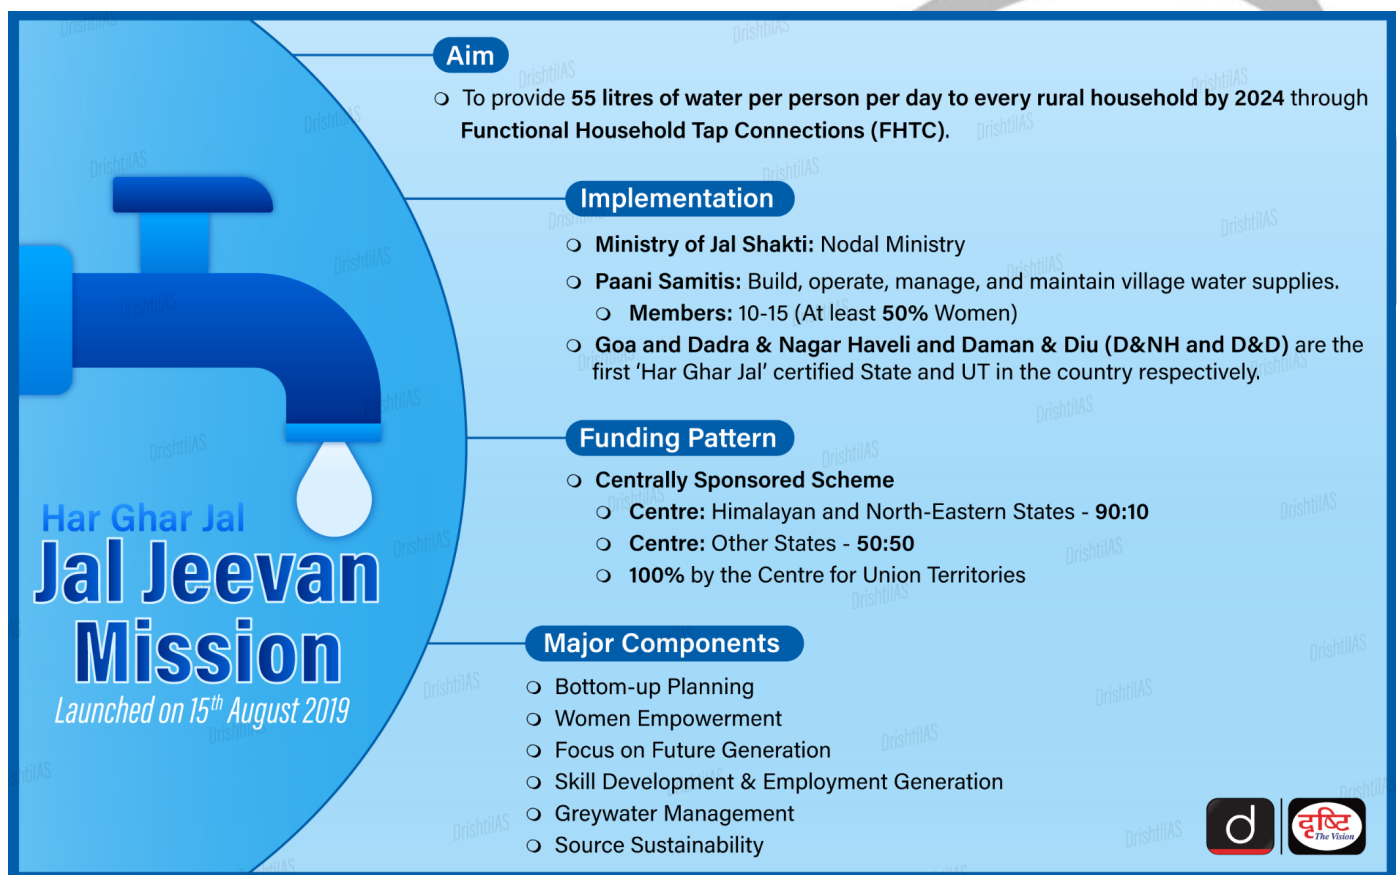 Aim
To provide 55 litres of water per person per day to every rural household by 2024 through
Functional Household Tap Connections (FHTC).
Implementation
Ministry of Jal Shakti: Nodal Ministry
Paani Samitis: Build, operate, manage, and maintain village water supplies.
Members: 10-15 (At least 50% Women)
Goa and Dadra & Nagar Haveli and Daman & Diu (D&NH and D&D) are the
first ‘Har Ghar Jal’ certified State and UT in the country respectively.
Funding Pattern
Centrally Sponsored Scheme
Centre: Himalayan and North-Eastern States - 90:10
Centre: Other States - 50:50
100% by the Centre for Union Territories
Har Ghar Jal
Jal Jeevan
Mission
Launched on 15th August 2019
Major Components
Bottom-up Planning
Women Empowerment
Focus on Future Generation
Skill Development & Employment Generation
Greywater Management
Source Sustainability
d
दृष्टि
The Vision
DrishtiIAS